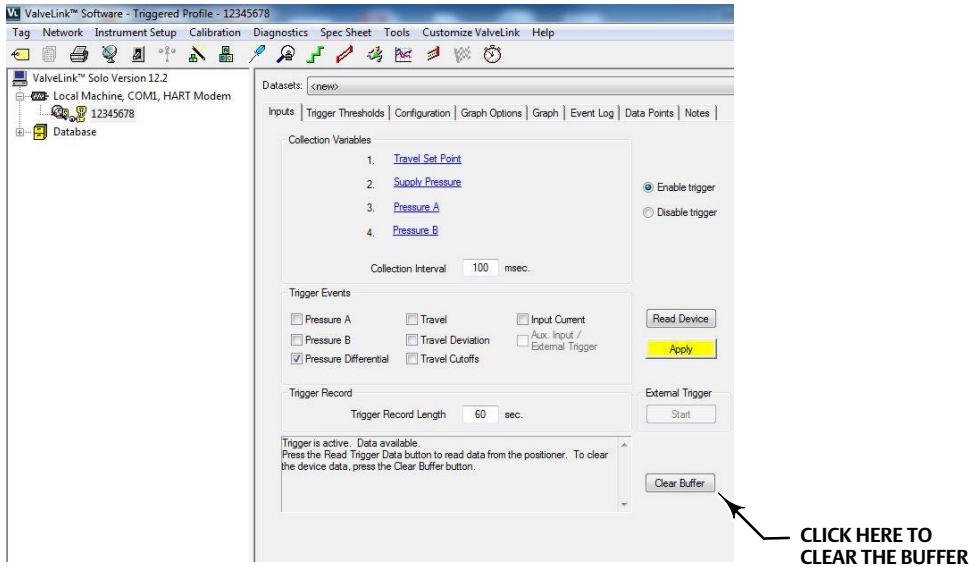 VL ValveLink™ Software - Triggered Profile - 12345678
Tag Network Instrument Setup Calibration Diagnostics Spec Sheet Tools Customize ValveLink Help
ValveLink™ Solo Version 12.2
Local Machine, COM1, HART Modem
12345678
Database
Datasets: <new>
Inputs Trigger Thresholds Configuration Graph Options Graph Event Log Data Points Notes
Collection Variables
1. Travel Set Point
2. Supply Pressure
3. Pressure A
4. Pressure B
Enable trigger
Disable trigger
Collection Interval 100 msec.
Trigger Events
Pressure A Travel Input Current
Pressure B Travel Deviation Aux. Input / External Trigger
Pressure Differential Travel Cutoffs
Read Device
Apply
Trigger Record
Trigger Record Length 60 sec.
External Trigger
Start
Trigger is active. Data available.
Press the Read Trigger Data button to read data from the positioner. To clear
the device data, press the Clear Buffer button.
Clear Buffer
CLICK HERE TO
CLEAR THE BUFFER